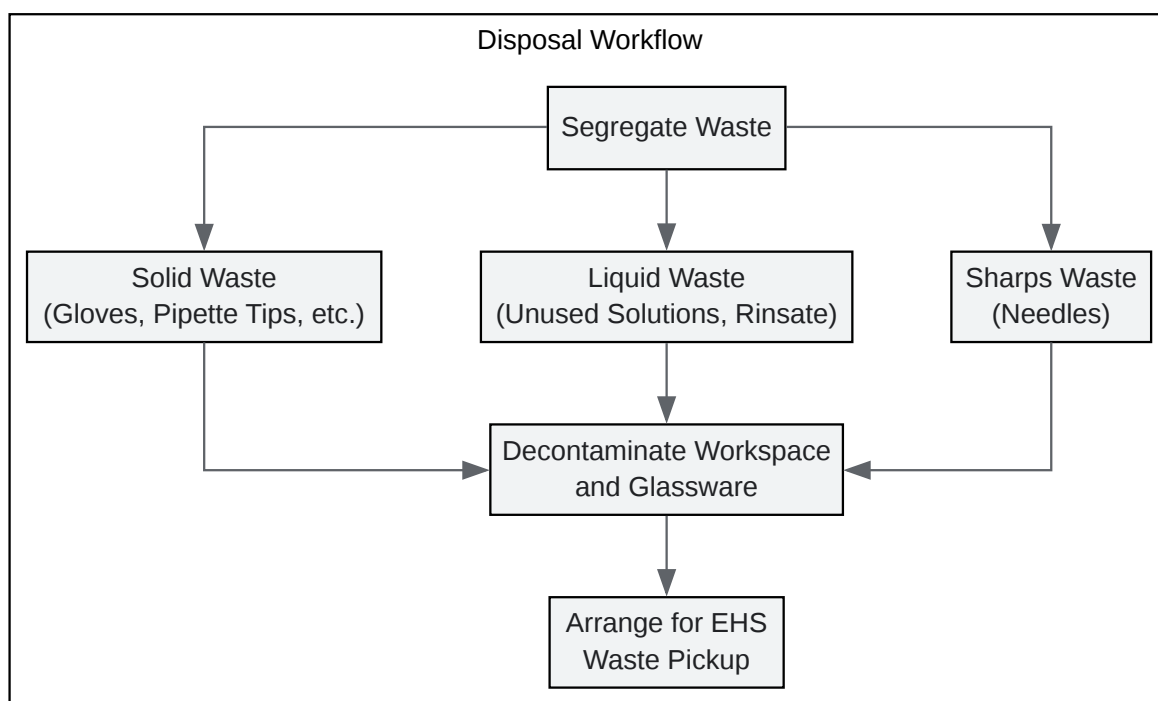 Disposal Workflow
Segregate Waste
Solid Waste
(Gloves, Pipette Tips, etc.)
Liquid Waste
(Unused Solutions, Rinsate)
Sharps Waste
(Needles)
Decontaminate Workspace
and Glassware
Arrange for EHS
Waste Pickup